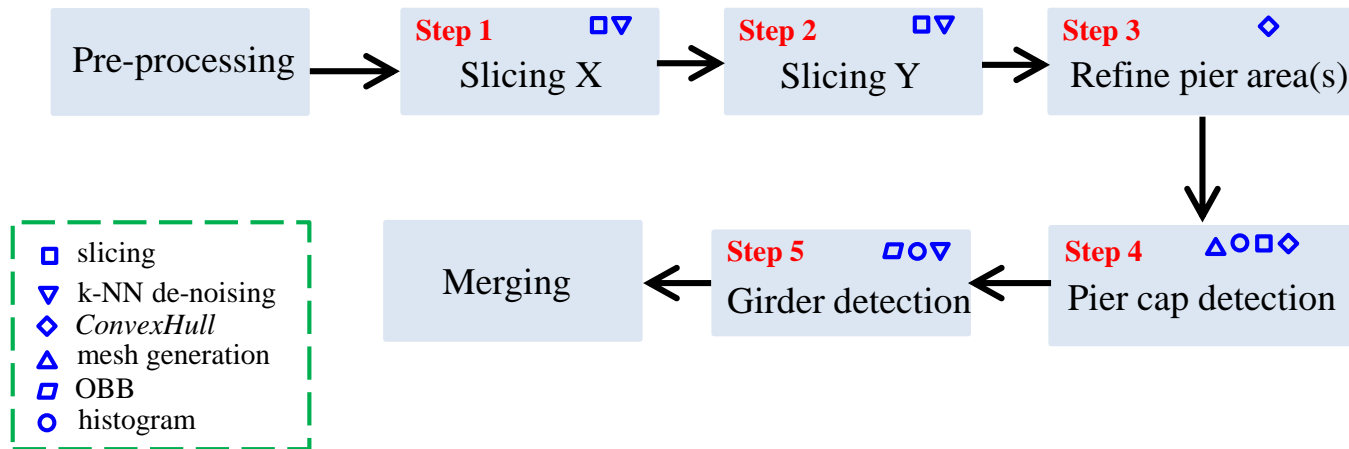 Pre-processing
Step 1
Slicing X
Step 2
Slicing Y
Step 3
Refine pier area(s)
Step 4
Pier cap detection
Step 5
Girder detection
Merging
slicing
k-NN de-noising
ConvexHull
mesh generation
OBB
histogram